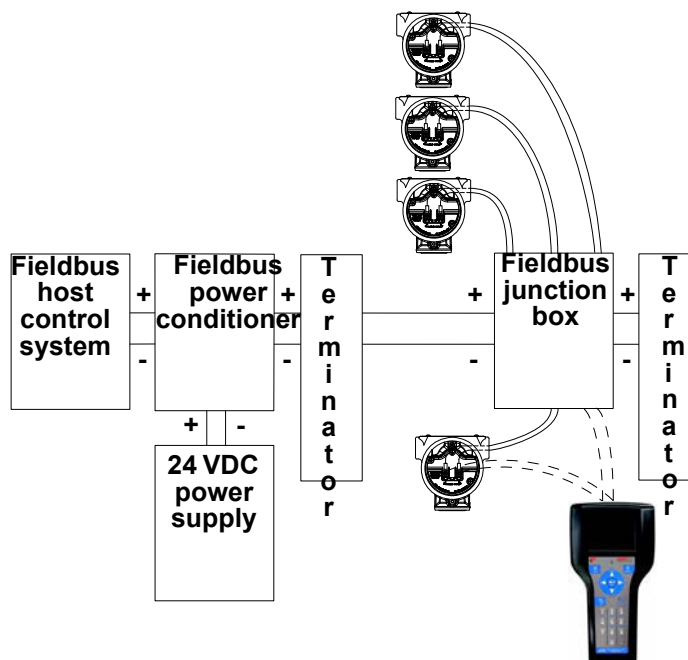 Fieldbus
host
control
system
+
-
Fieldbus
power
conditioner
+
-
T
e
r
m
i
n
a
t
o
r
+
-
Fieldbus
junction
box
+
-
T
e
r
m
i
n
a
t
o
r
+
-
24 VDC
power
supply